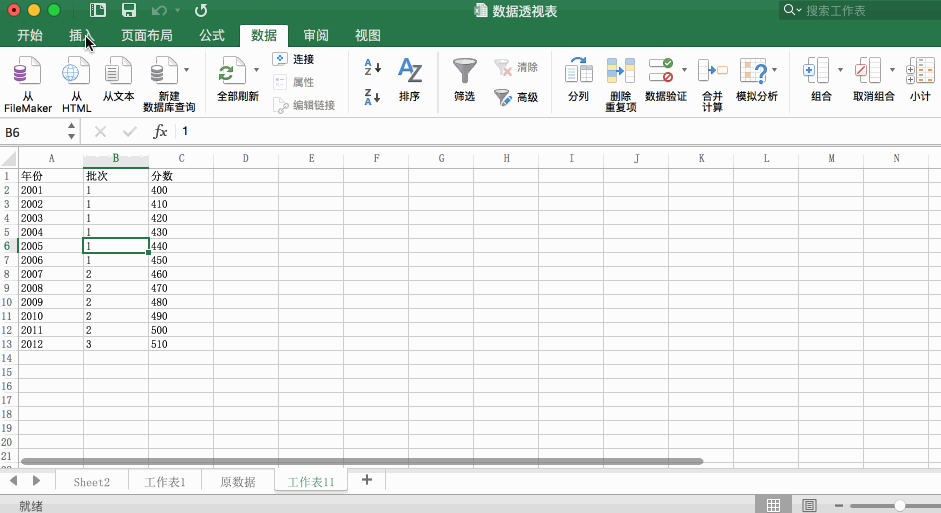 数据透视表
搜索工作表
开始 插入 页面布局 公式 数据 审阅 视图
从 FileMaker
从 HTML
从文本
新建 数据库查询
全部刷新
连接
属性
编辑链接
排序
筛选
清除
高级
分列
删除 重复项
数据验证
合并 计算
模拟分析
组合
取消组合
小计
B6 fx 1
A B C D E F G H I J K L M N
1 年份 批次 分数
2 2001 1 400
3 2002 1 410
4 2003 1 420
5 2004 1 430
6 2005 1 440
7 2006 1 450
8 2007 2 460
9 2008 2 470
10 2009 2 480
11 2010 2 490
12 2011 2 500
13 2012 3 510
14
15
16
17
18
19
20
21
Sheet2 工作表1 原数据 工作表11 +
就绪